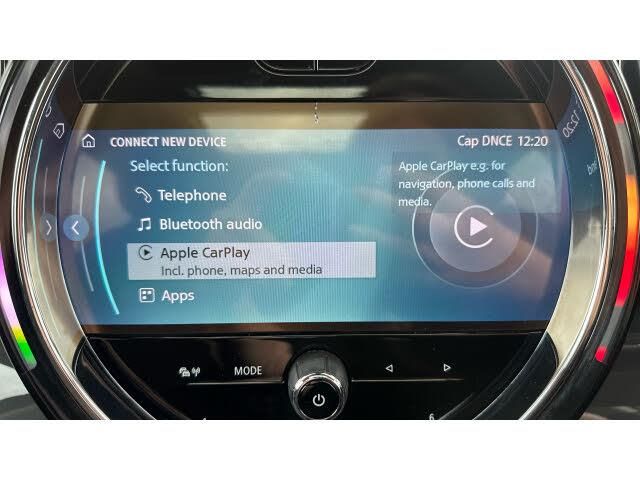 CONNECT NEW DEVICE
Cap DNCE 12:20
Select function:
Telephone
Bluetooth audio
Apple CarPlay
Incl. phone, maps and media
Apps
Apple CarPlay e.g. for
navigation, phone calls and
media.
MODE
6